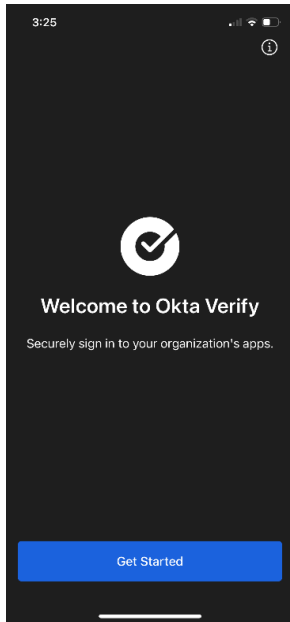 3:25
Welcome to Okta Verify
Securely sign in to your organization's apps.
Get Started